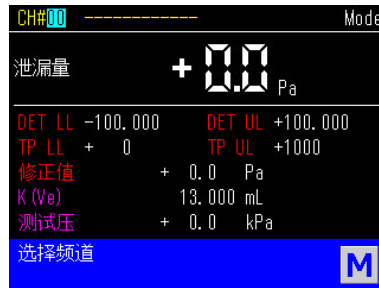 CH#00 ------------ Mode
泄漏量 +0.0 Pa
DET LL -100.000 DET UL +100.000
TP LL + 0 TP UL +1000
修正值 + 0.0 Pa
K(Ve) 13.000 mL
测试压 + 0.0 kPa
选择频道 M